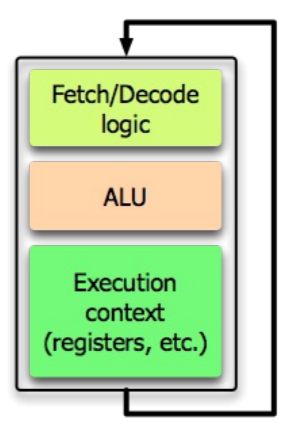 Fetch/Decode
logic
ALU
Execution
context
(registers, etc.)